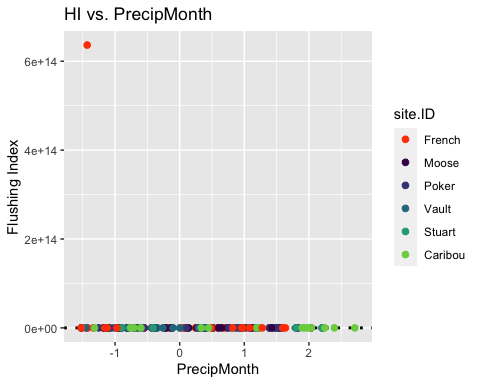 HI vs. PrecipMonth
6e+14
4e+14
2e+14
0e+00
Flushing Index
-1
0
1
2
PrecipMonth
site.ID
French
Moose
Poker
Vault
Stuart
Caribou